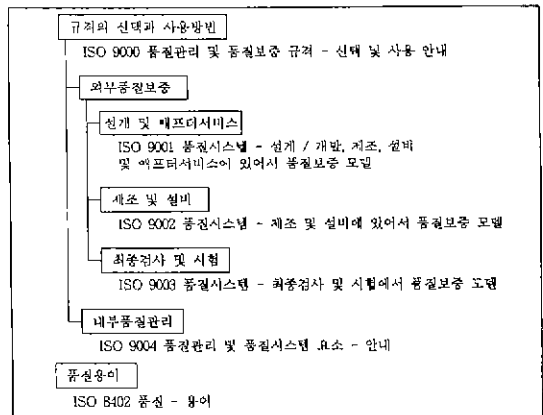 규격의 선택과 사용방법
ISO 9000 품질관리 및 품질보증 규격 - 선택 및 사용 안내
외부품질보증
설계 및 애프터서비스
ISO 9001 품질시스템 - 설계 / 개발, 제조, 설비
및 애프터서비스에 있어서 품질보증 모델
제조 및 설비
ISO 9002 품질시스템 - 제조 및 설비에 있어서 품질보증 모델
최종검사 및 시험
ISO 9003 품질시스템 - 최종검사 및 시험에서 품질보증 모델
내부품질관리
ISO 9004 품질관리 및 품질시스템 요소 - 안내
품질용어
ISO 8402 품질 - 용어